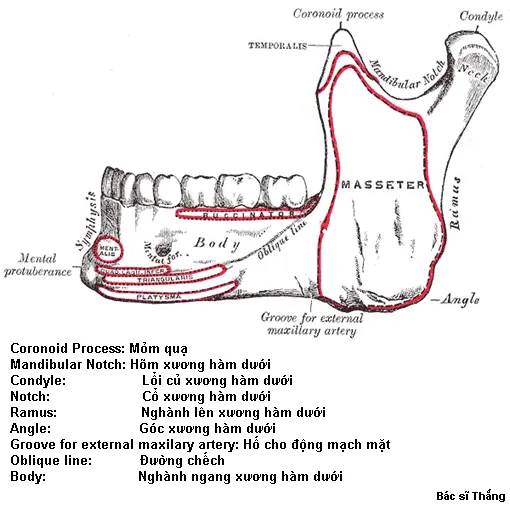 Coronoid process
Condyle
TEMPORALIS
Mandibular Notch
Neck
MASSETER
Ramus
BUCCINATOR
Symphysis
Body
Oblique line
Mental for.
MENT-
ALIS
Mental
protuberance
TRIANGULARIS
PLATYSMA
Angle
Groove for external
maxillary artery
Coronoid Process: Mỏm quạ
Mandibular Notch: Hõm xương hàm dưới
Condyle: Lổi củ xương hàm dưới
Notch: Cổ xương hàm dưới
Ramus: Nghành lên xương hàm dưới
Angle: Góc xương hàm dưới
Groove for external maxilary artery: Hố cho động mạch mặt
Oblique line: Đường chếch
Body: Nghành ngang xương hàm dưới
Bác sĩ Thắng